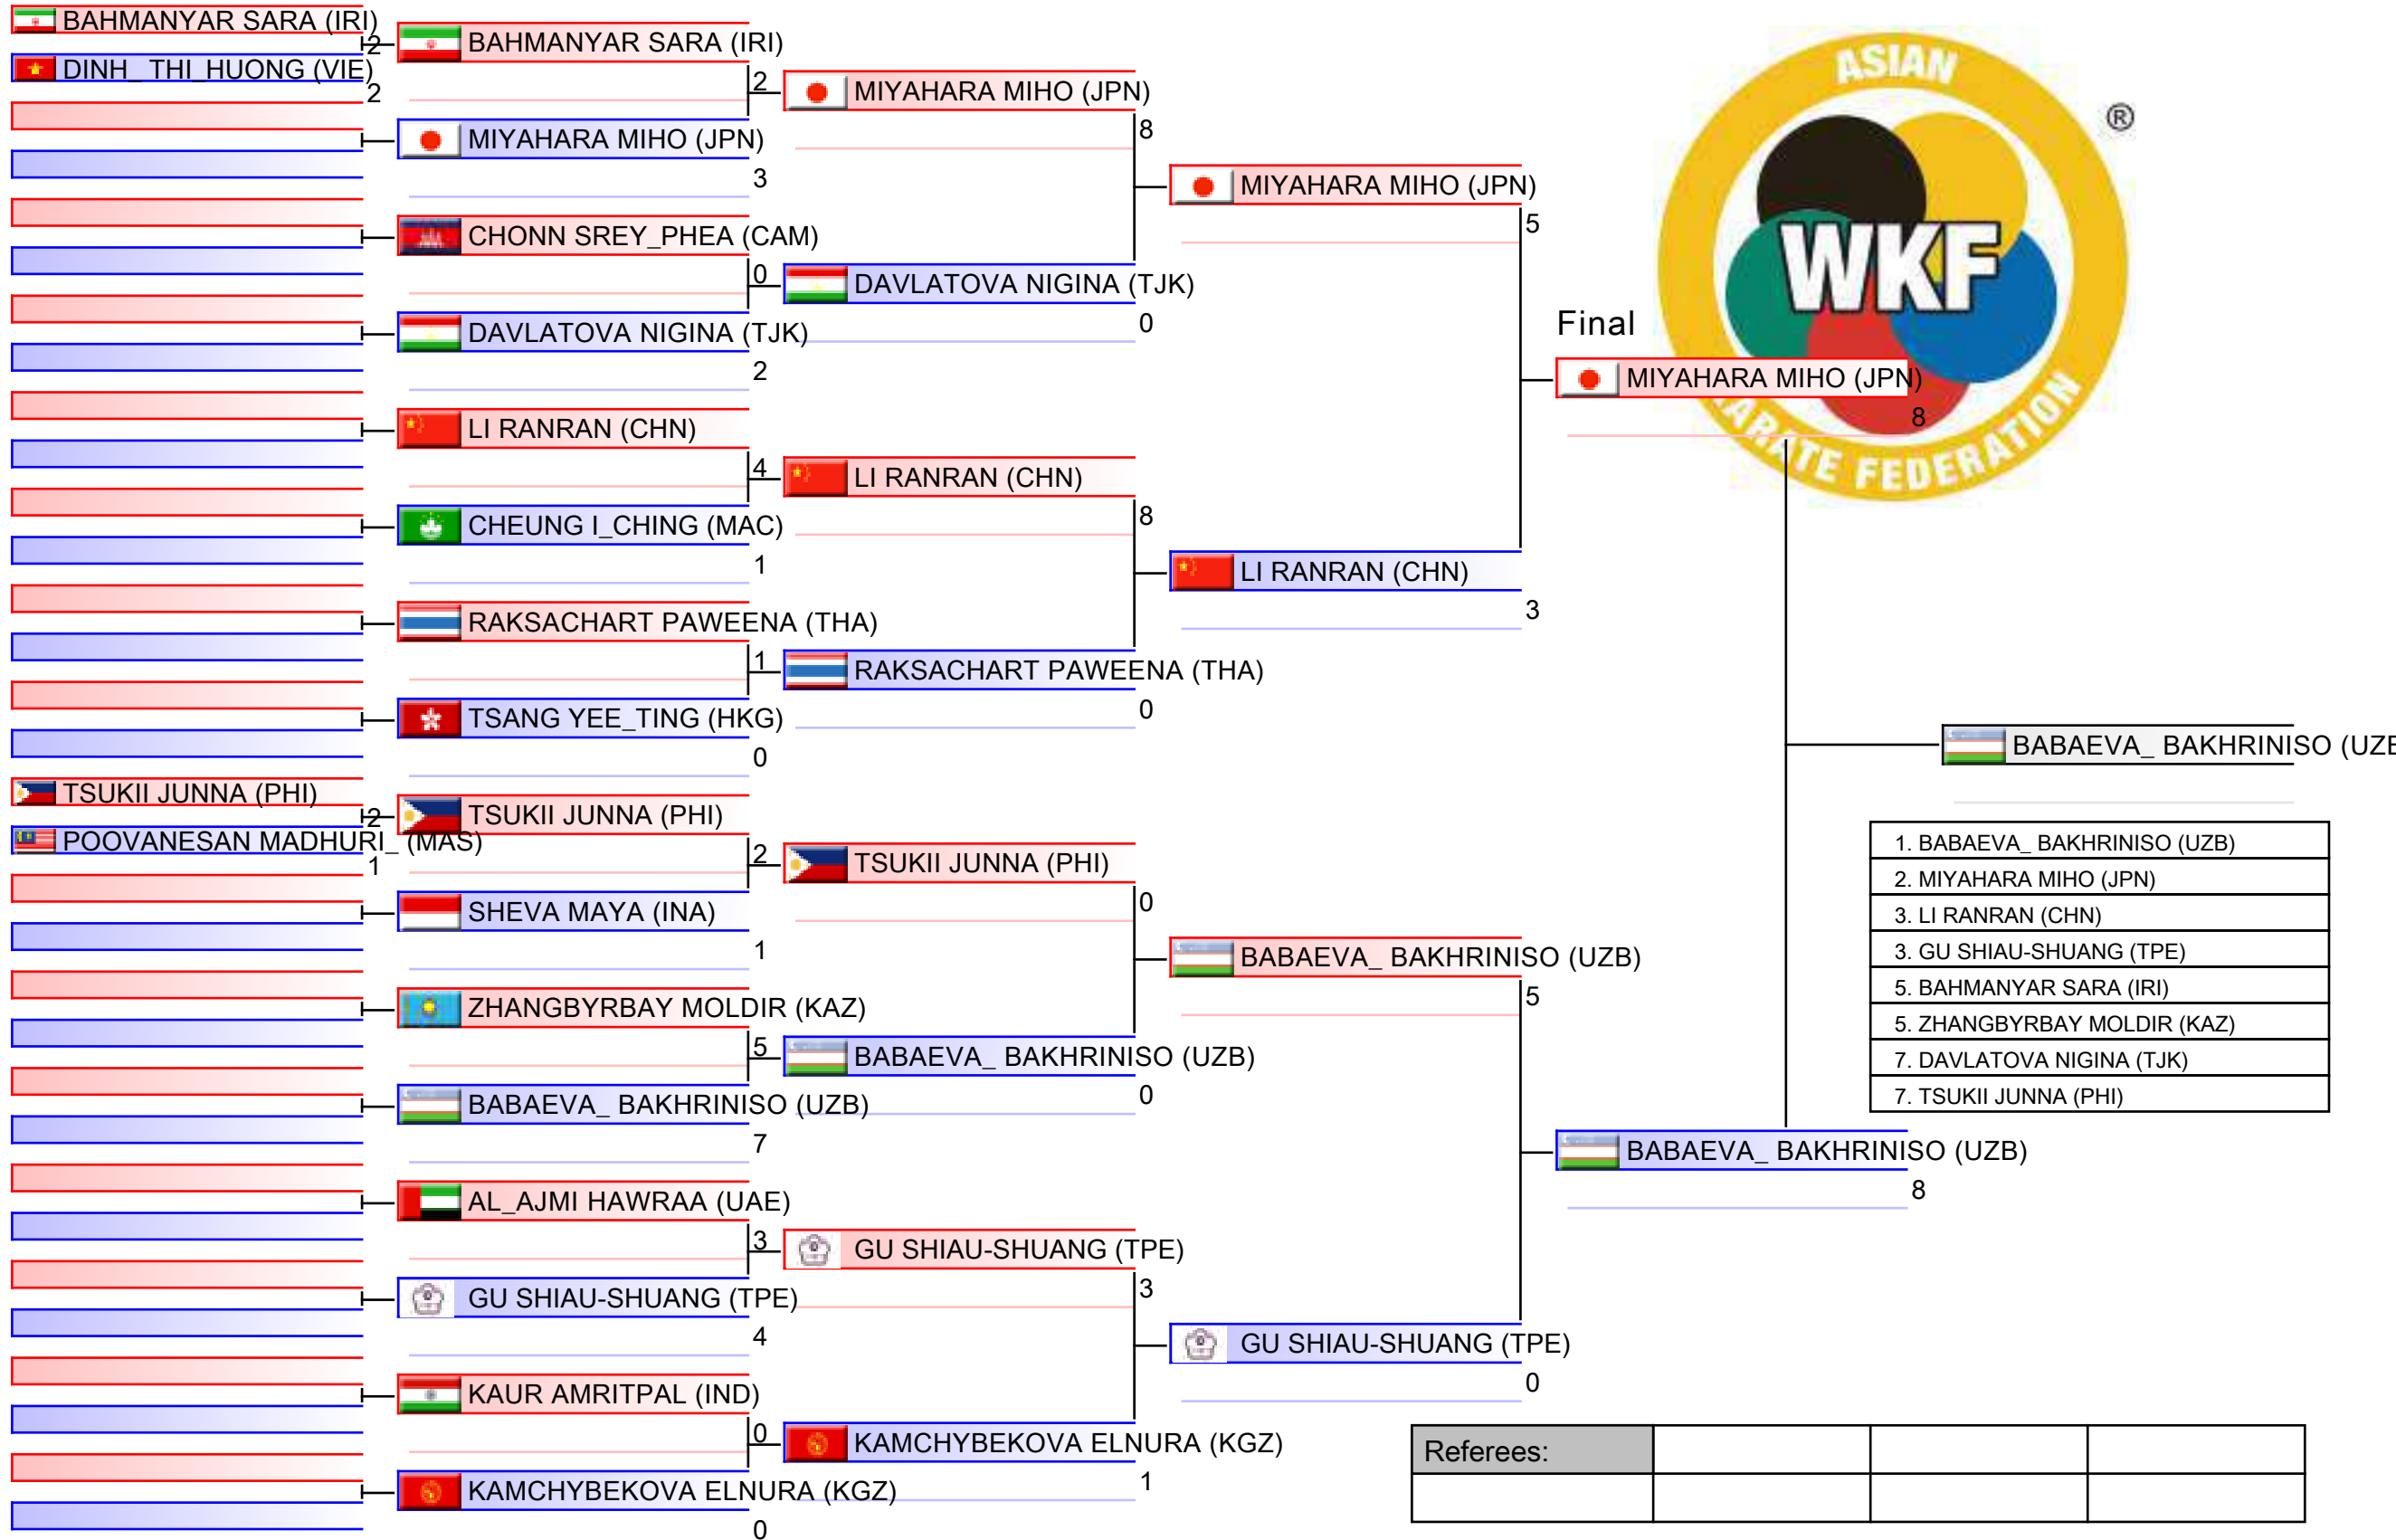 BAHMANYAR SARA (IRI)
2
DINH_ THI_HUONG (VIE)
2
TSUKII JUNNA (PHI)
2
POOVANESAN MADHURI_ (MAS)
1
BAHMANYAR SARA (IRI)
2
MIYAHARA MIHO (JPN)
3
CHONN SREY_PHEA (CAM)
0
DAVLATOVA NIGINA (TJK)
2
LI RANRAN (CHN)
4
CHEUNG I_CHING (MAC)
1
RAKSACHART PAWEENA (THA)
1
TSANG YEE_TING (HKG)
0
TSUKII JUNNA (PHI)
2
SHEVA MAYA (INA)
1
ZHANGBYRBAY MOLDIR (KAZ)
5
BABAEVA_ BAKHRINISO (UZB)
7
AL_AJMI HAWRAA (UAE)
3
GU SHIAU-SHUANG (TPE)
4
KAUR AMRITPAL (IND)
0
KAMCHYBEKOVA ELNURA (KGZ)
0
MIYAHARA MIHO (JPN)
8
DAVLATOVA NIGINA (TJK)
0
LI RANRAN (CHN)
8
RAKSACHART PAWEENA (THA)
0
TSUKII JUNNA (PHI)
0
BABAEVA_ BAKHRINISO (UZB)
0
GU SHIAU-SHUANG (TPE)
3
KAMCHYBEKOVA ELNURA (KGZ)
1
MIYAHARA MIHO (JPN)
5
LI RANRAN (CHN)
3
BABAEVA_ BAKHRINISO (UZB)
5
GU SHIAU-SHUANG (TPE)
0
Final
MIYAHARA MIHO (JPN)
8
BABAEVA_ BAKHRINISO (UZB)
8
ASIAN
®
WKF
KARATE FEDERATION
BABAEVA_ BAKHRINISO (UZB
1. BABAEVA_ BAKHRINISO (UZB)
2. MIYAHARA MIHO (JPN)
3. LI RANRAN (CHN)
3. GU SHIAU-SHUANG (TPE)
5. BAHMANYAR SARA (IRI)
5. ZHANGBYRBAY MOLDIR (KAZ)
7. DAVLATOVA NIGINA (TJK)
7. TSUKII JUNNA (PHI)
Referees: